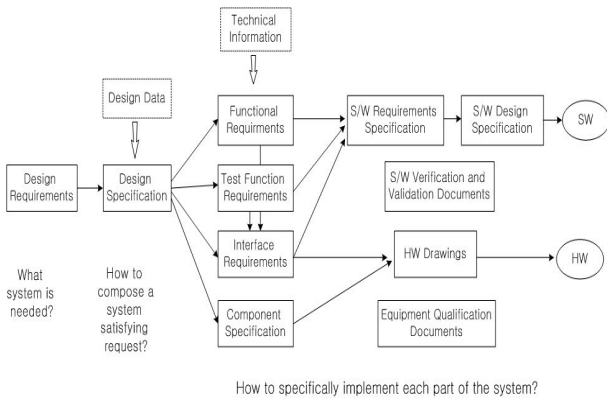 Technical
Information
Design Data
Functional
Requirments
S/W Requirements
Specification
S/W Design
Specification
SW
Design
Requirements
Design
Specification
Test Function
Requirements
S/W Verification and
Validation Documents
Interface
Requirements
HW Drawings
HW
What
system is
needed?
How to
compose a
system
satisfying
request?
Component
Specification
Equipment Qualification
Documents
How to specifically implement each part of the system?